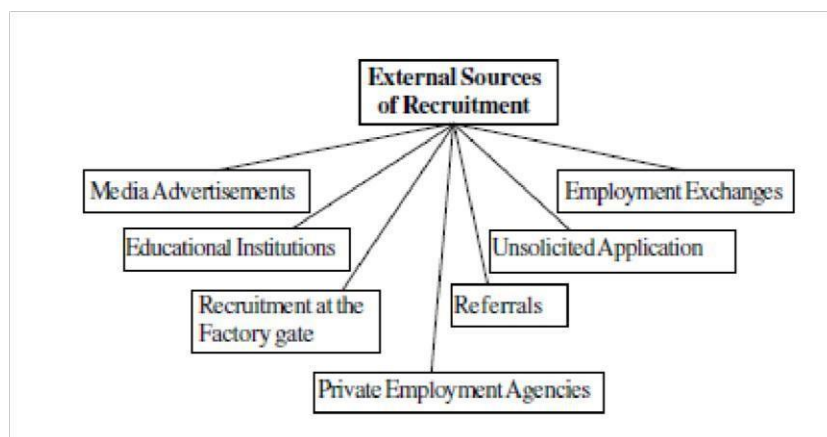 External Sources
of Recruitment
Media Advertisements
Employment Exchanges
Educational Institutions
Unsolicited Application
Recruitment at the
Factory gate
Referrals
Private Employment Agencies